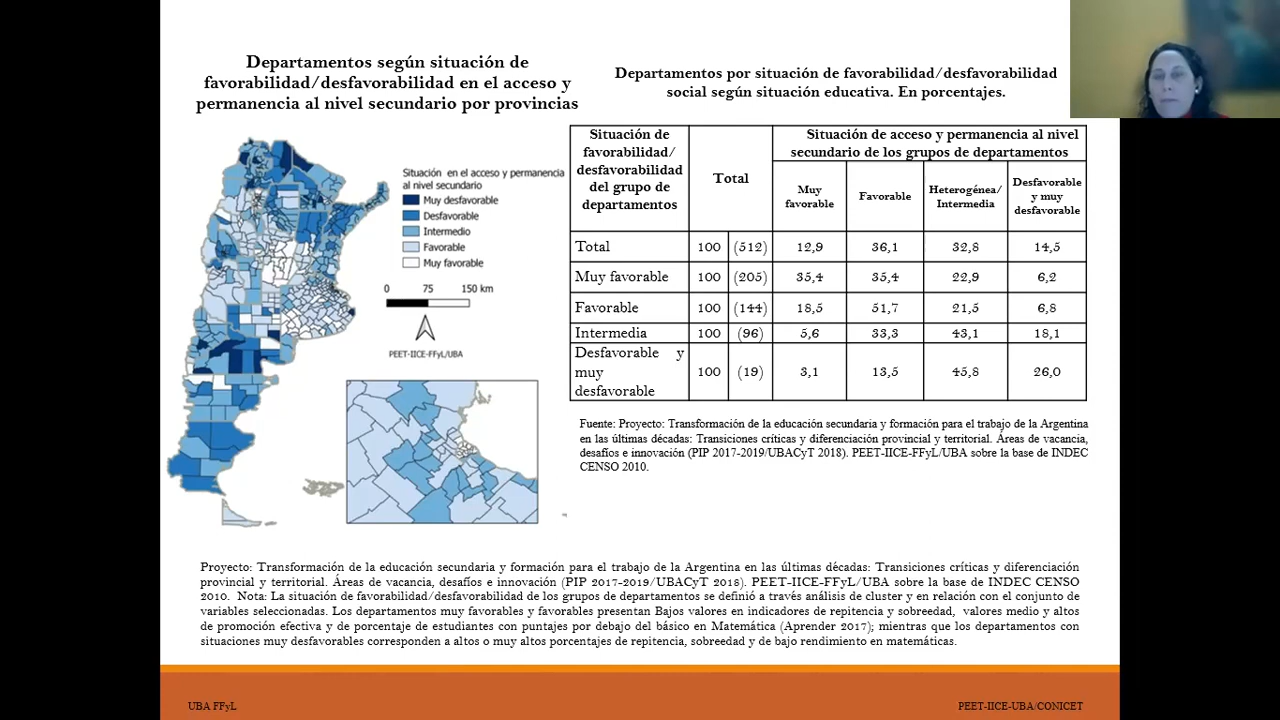 Departamentos según situación de
favorabilidad/desfavorabilidad en el acceso y
permanencia al nivel secundario por provincias
Situación en el acceso y permanencia
al nivel secundario
Muy desfavorable
Desfavorable
Intermedio
Favorable
Muy favorable
0 75 150 km
PEET-IICE-FFyL/UBA
Departamentos por situación de favorabilidad/desfavorabilidad
social según situación educativa. En porcentajes.
Situación de
favorabilidad/
desfavorabilidad
del grupo de
departamentos
Total
Situación de acceso y permanencia al nivel
secundario de los grupos de departamentos
Muy
favorable
Favorable
Heterogénea/
Intermedia
Desfavorable
y muy
desfavorable
Total 100 (512) 12,9 36,1 32,8 14,5
Muy favorable 100 (205) 35,4 35,4 22,9 6,2
Favorable 100 (144) 18,5 51,7 21,5 6,8
Intermedia 100 (96) 5,6 33,3 43,1 18,1
Desfavorable y
muy
desfavorable
100 (19) 3,1 13,5 45,8 26,0
Fuente: Proyecto: Transformación de la educación secundaria y formación para el trabajo de la Argentina
en las últimas décadas: Transiciones críticas y diferenciación provincial y territorial. Áreas de vacancia,
desafíos e innovación (PIP 2017-2019/UBACyT 2018). PEET-IICE-FFyL/UBA sobre la base de INDEC
CENSO 2010.
Proyecto: Transformación de la educación secundaria y formación para el trabajo de la Argentina en las últimas décadas: Transiciones críticas y diferenciación
provincial y territorial. Áreas de vacancia, desafíos e innovación (PIP 2017-2019/UBACyT 2018). PEET-IICE-FFyL/UBA sobre la base de INDEC CENSO
2010. Nota: La situación de favorabilidad/desfavorabilidad de los grupos de departamentos se definió a través análisis de cluster y en relación con el conjunto de
variables seleccionadas. Los departamentos muy favorables y favorables presentan Bajos valores en indicadores de repitencia y sobreedad, valores medio y altos
de promoción efectiva y de porcentaje de estudiantes con puntajes por debajo del básico en Matemática (Aprender 2017); mientras que los departamentos con
situaciones muy desfavorables corresponden a altos o muy altos porcentajes de repitencia, sobreedad y de bajo rendimiento en matemáticas.
UBA FFyL
PEET-IICE-UBA/CONICET